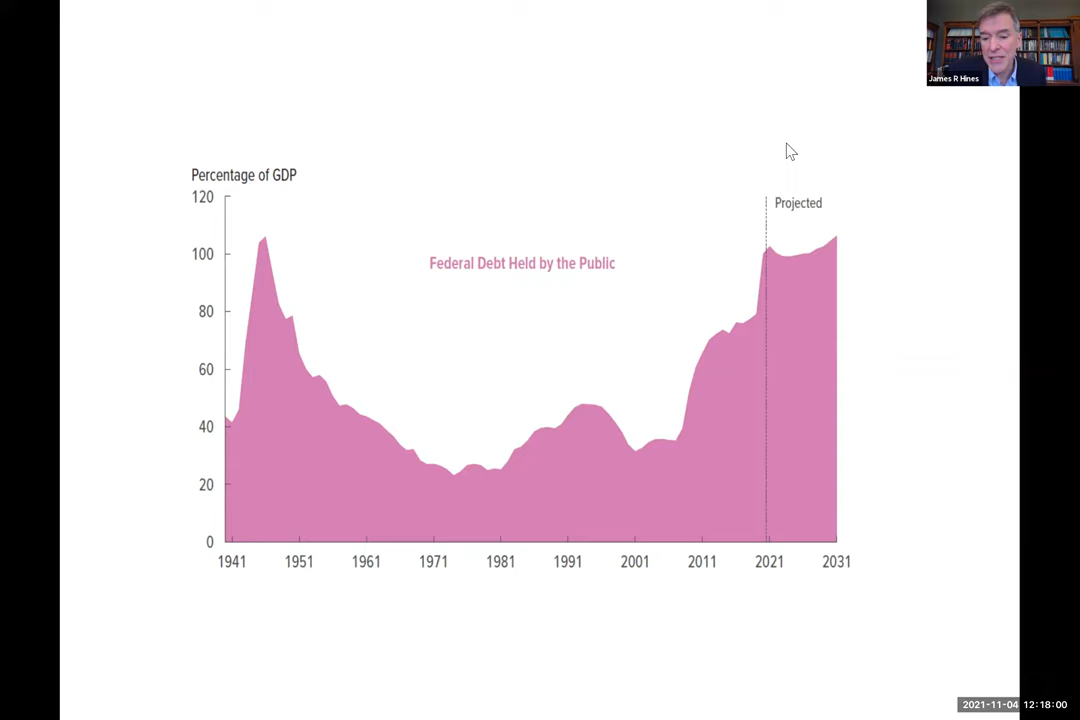 James R Hines
Percentage of GDP
120
Projected
100
Federal Debt Held by the Public
80
60
40
20
0
1941 1951 1961 1971 1981 1991 2001 2011 2021 2031
2021-11-04 12:18:00